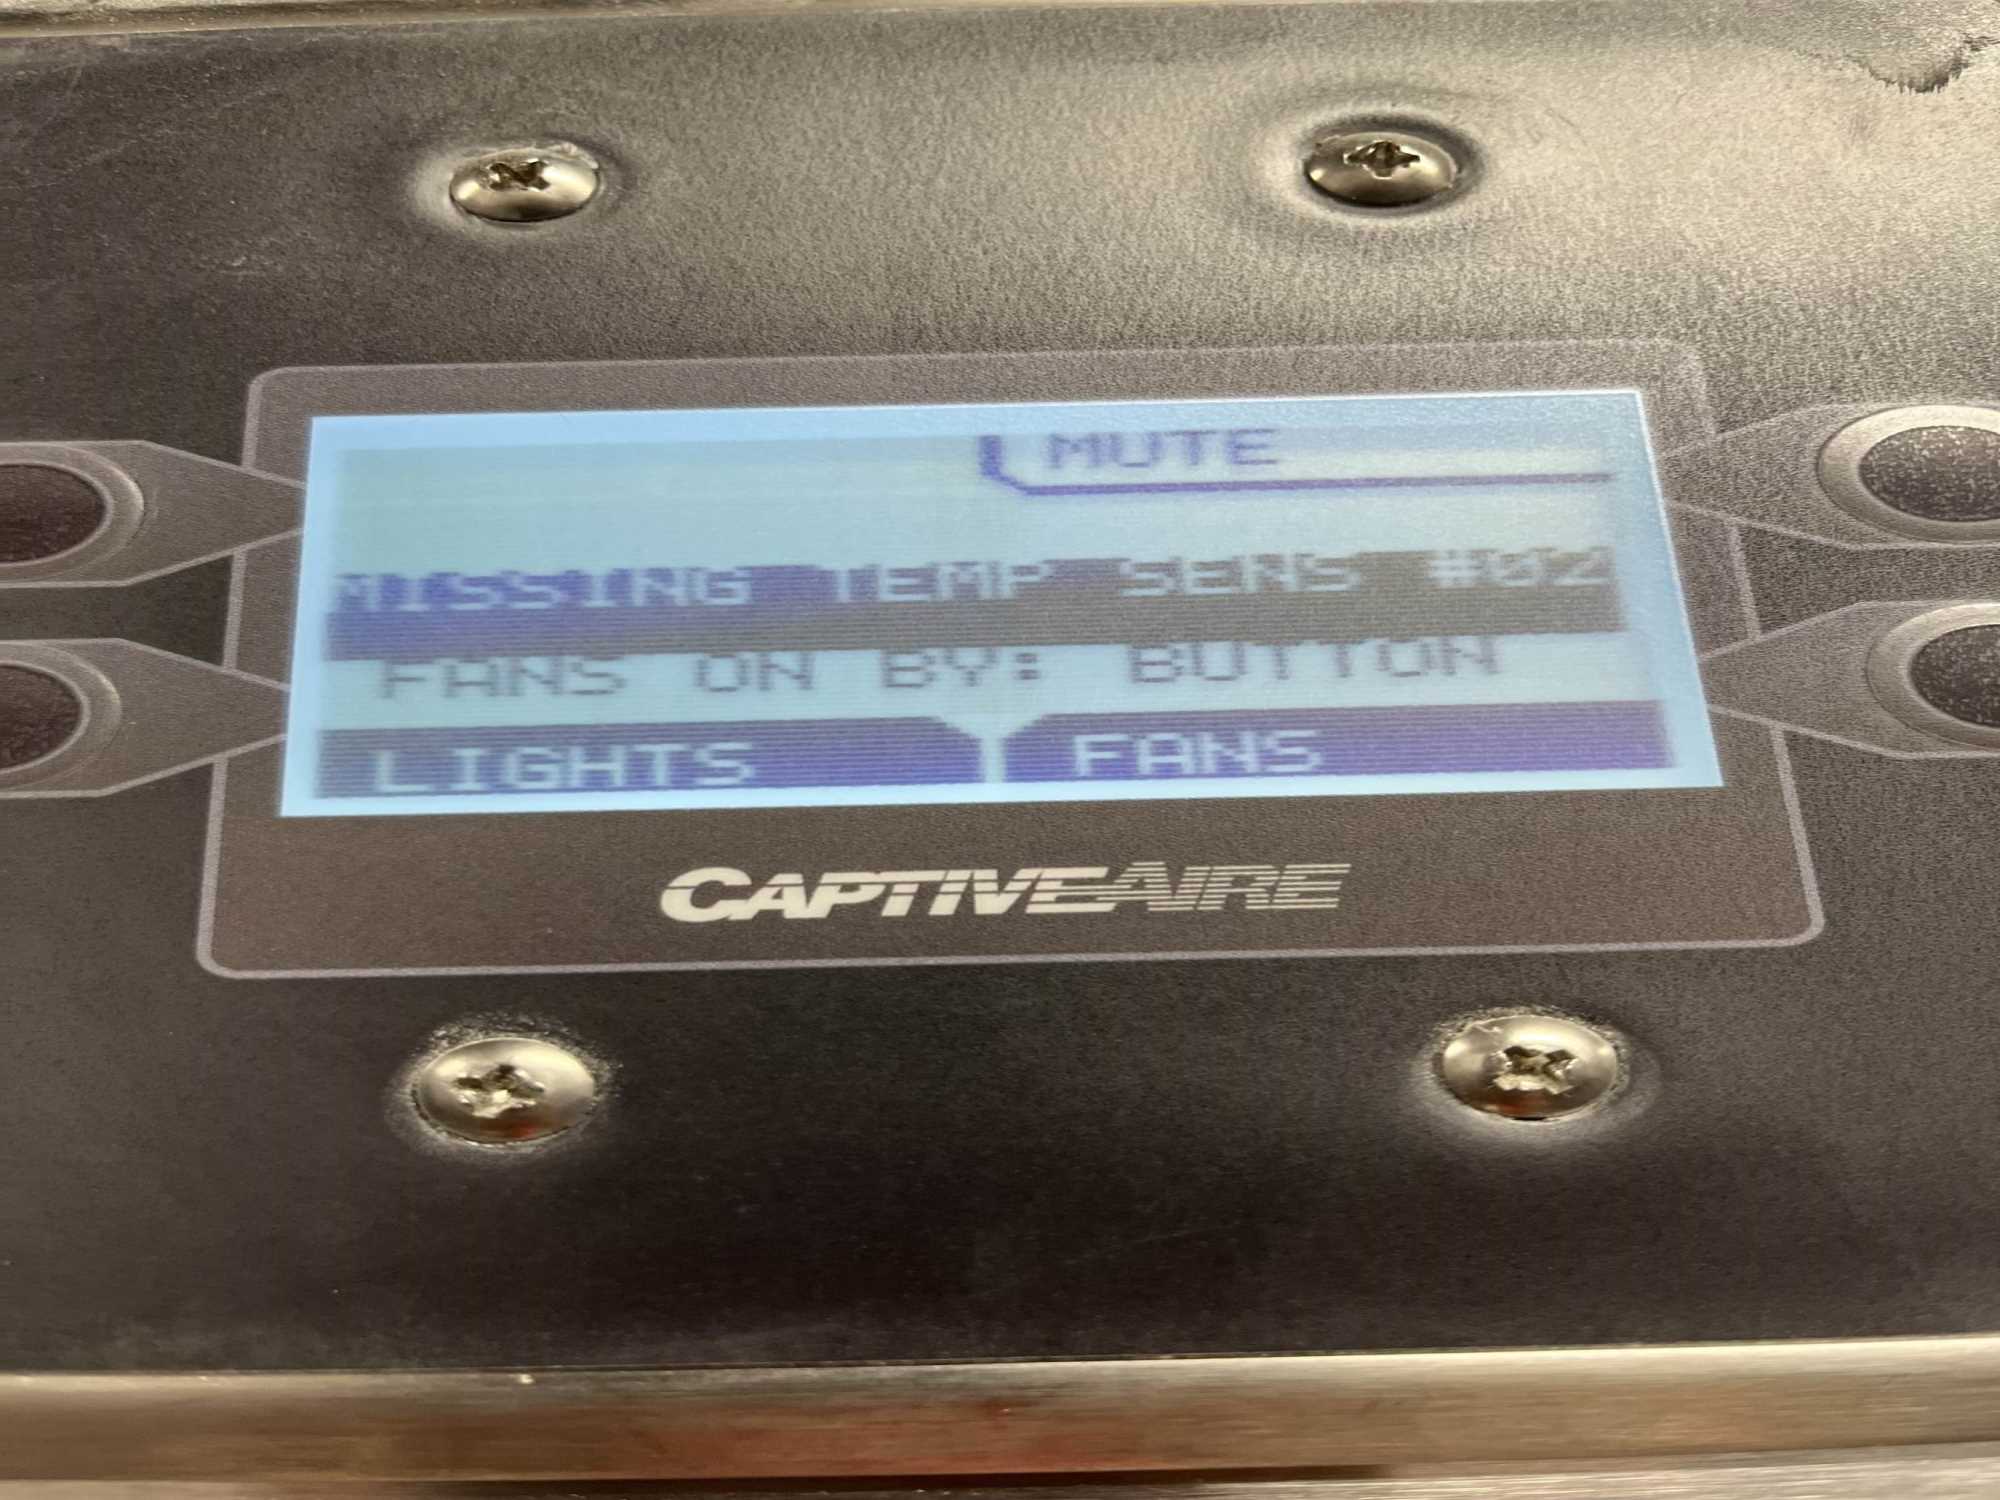 MUTE
MISSING TEMP SENS #02
FANS ON BY: BUTTON
LIGHTS FANS
CAPTIVEAIRE